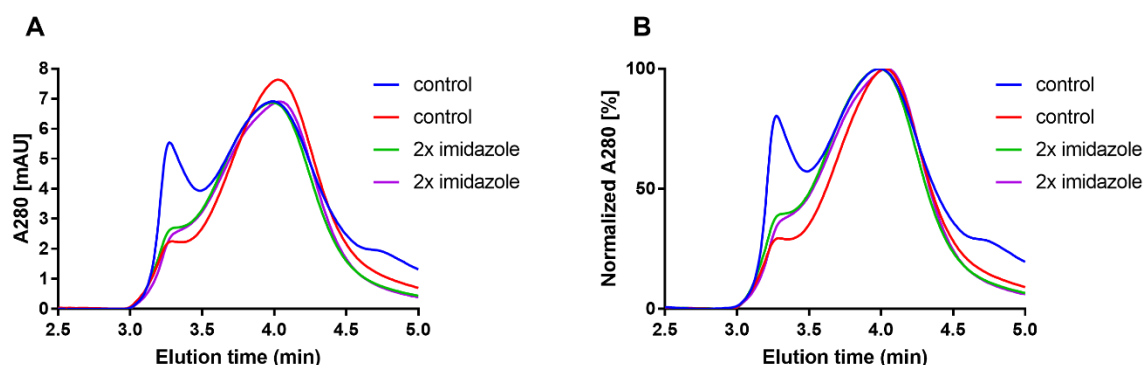 A
A280 [mAU]
8
7
6
5
4
3
2
1
0
2.5 3.0 3.5 4.0 4.5 5.0
Elution time (min)
control
control
2x imidazole
2x imidazole
B
Normalized A280 [%]
100
50
0
2.5 3.0 3.5 4.0 4.5 5.0
Elution time (min)
control
control
2x imidazole
2x imidazole